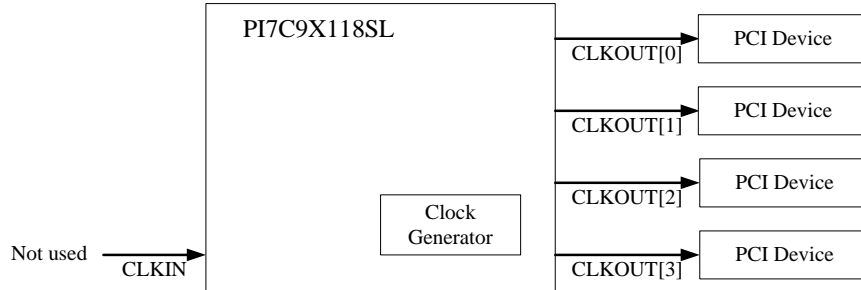 PI7C9X118SL
CLKOUT[0]
PCI Device
CLKOUT[1]
PCI Device
CLKOUT[2]
PCI Device
Clock
Generator
Not used
CLKIN
CLKOUT[3]
PCI Device